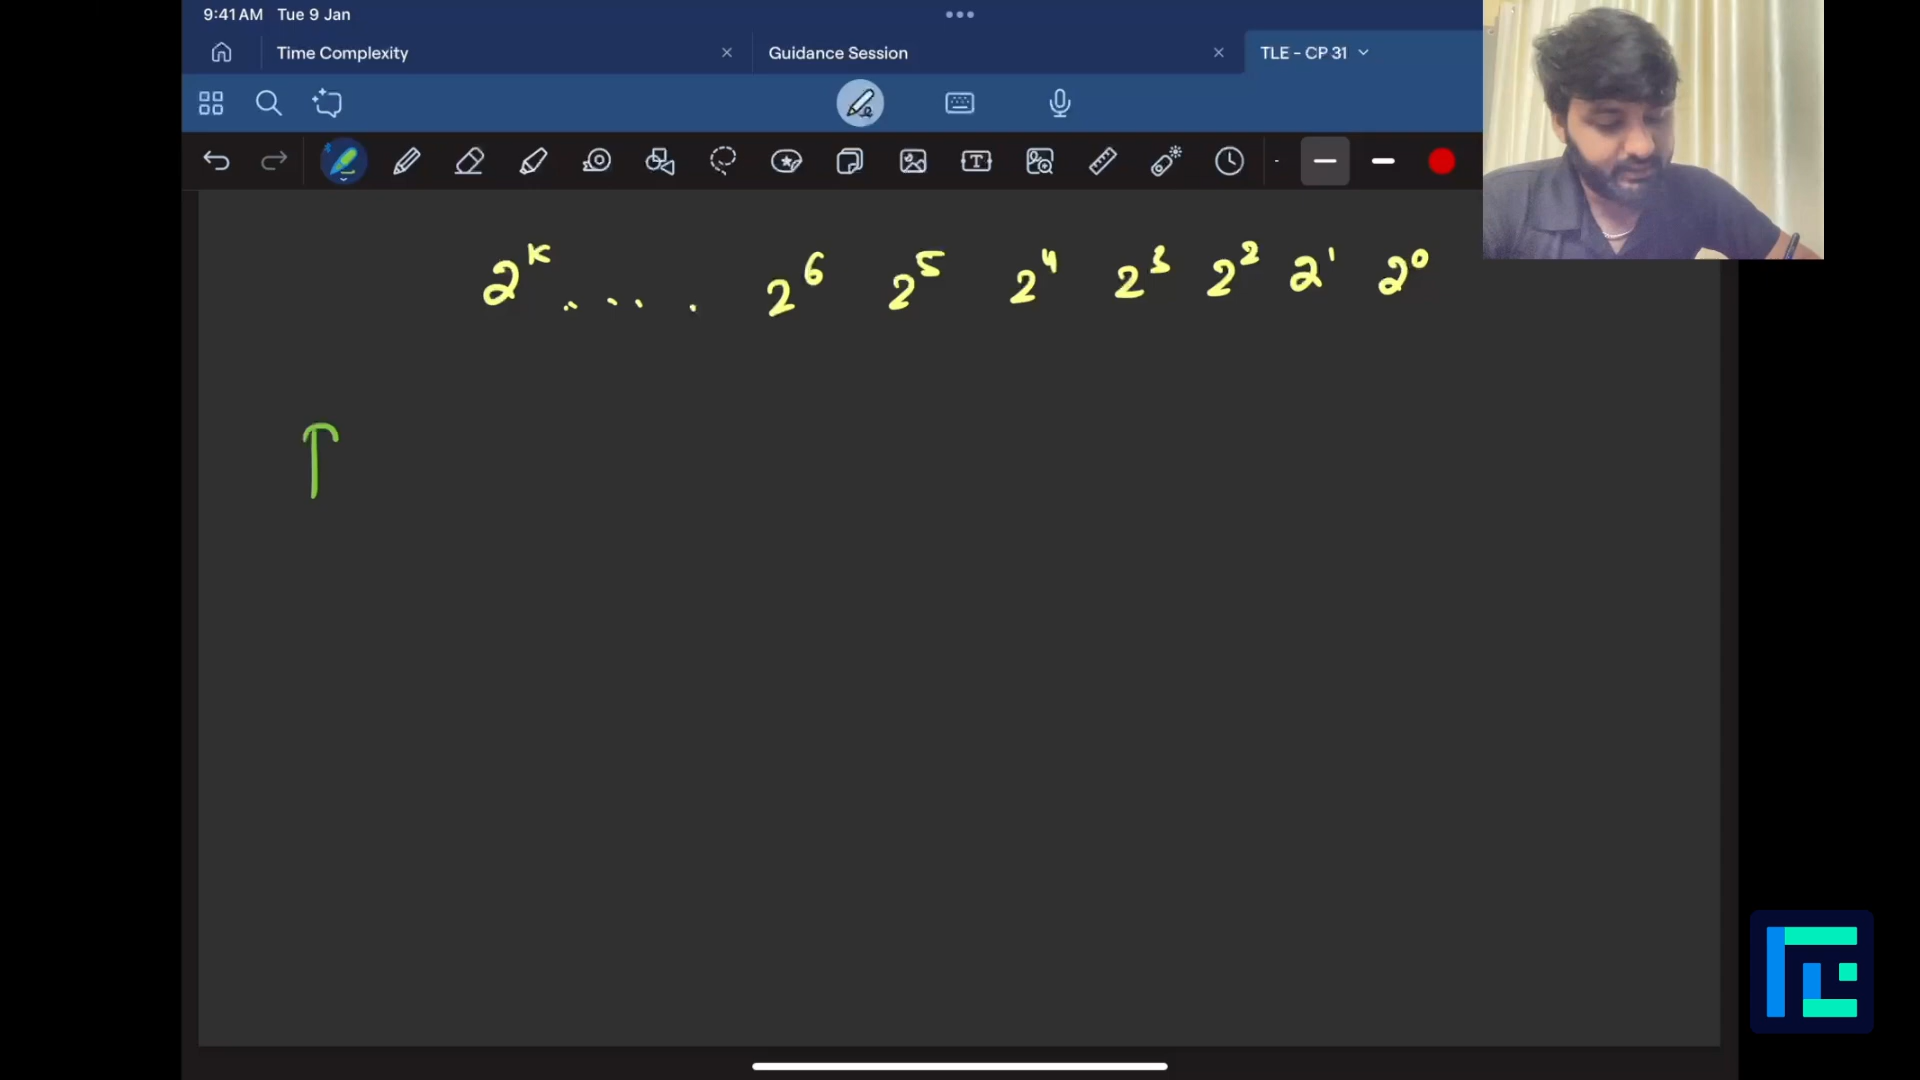 9:41 AM Tue 9 Jan
Time Complexity Guidance Session TLE - CP 31
2^k ..... 2^6 2^5 2^4 2^3 2^2 2^1 2^0